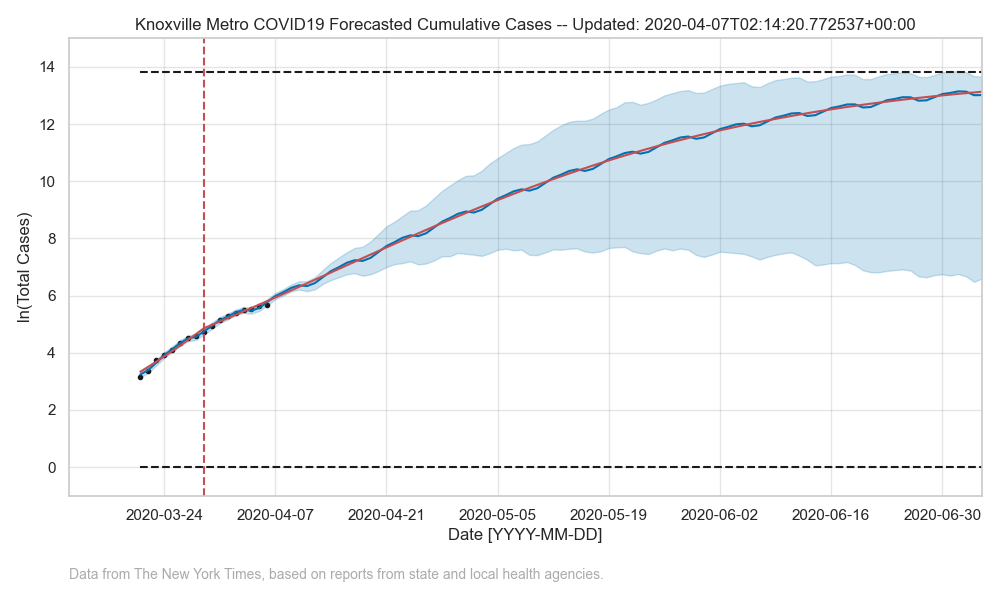 Knoxville Metro COVID19 Forecasted Cumulative Cases -- Updated: 2020-04-07T02:14:20.772537+00:00
14
12
10
8
6
4
2
0
ln(Total Cases)
2020-03-24 2020-04-07 2020-04-21 2020-05-05 2020-05-19 2020-06-02 2020-06-16 2020-06-30
Date [YYYY-MM-DD]
Data from The New York Times, based on reports from state and local health agencies.